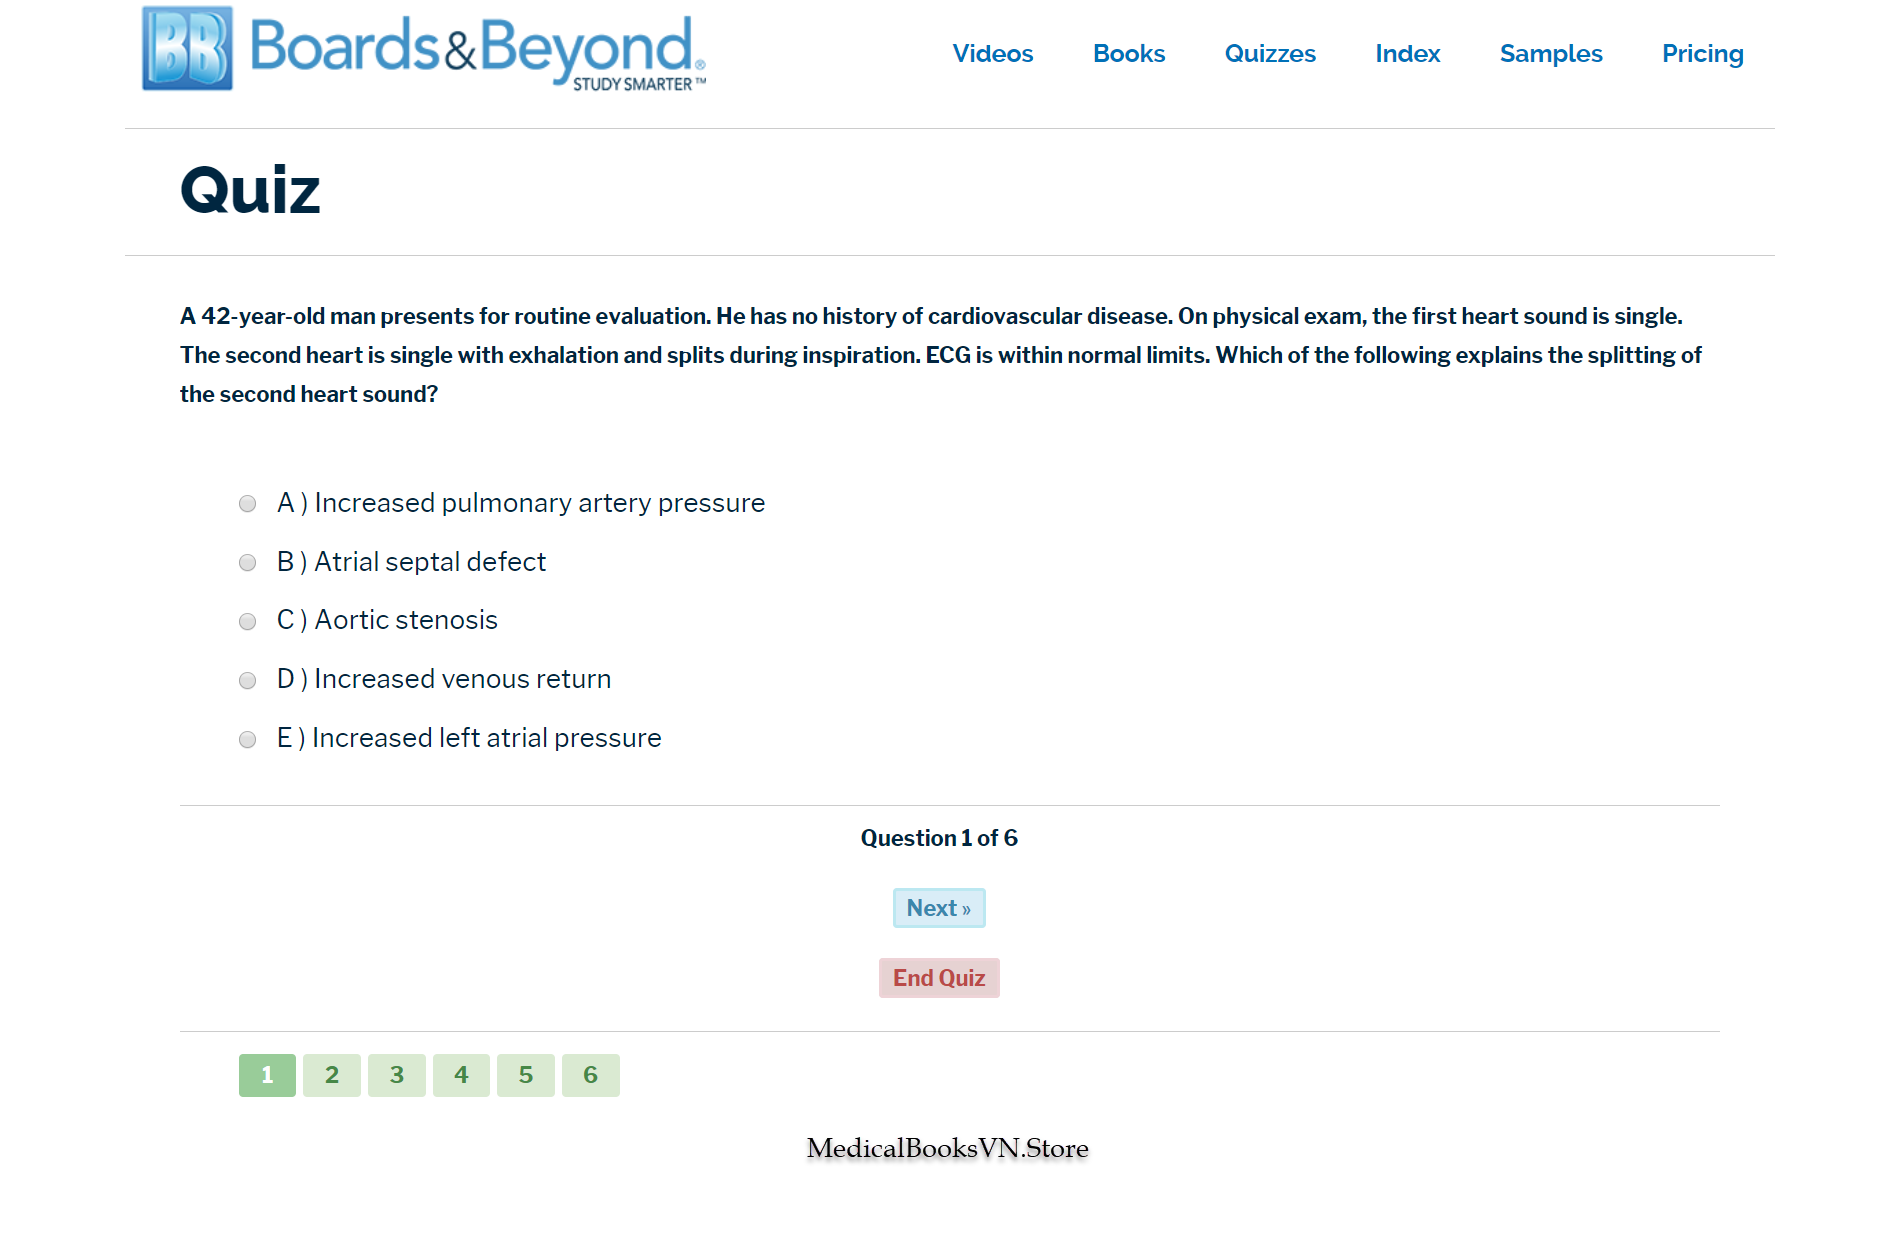 BB Boards&Beyond®
STUDY SMARTER™
Videos Books Quizzes Index Samples Pricing
Quiz
A 42-year-old man presents for routine evaluation. He has no history of cardiovascular disease. On physical exam, the first heart sound is single.
The second heart is single with exhalation and splits during inspiration. ECG is within normal limits. Which of the following explains the splitting of
the second heart sound?
A ) Increased pulmonary artery pressure
B ) Atrial septal defect
C ) Aortic stenosis
D ) Increased venous return
E ) Increased left atrial pressure
Question 1 of 6
Next »
End Quiz
1 2 3 4 5 6
MedicalBooksVN.Store